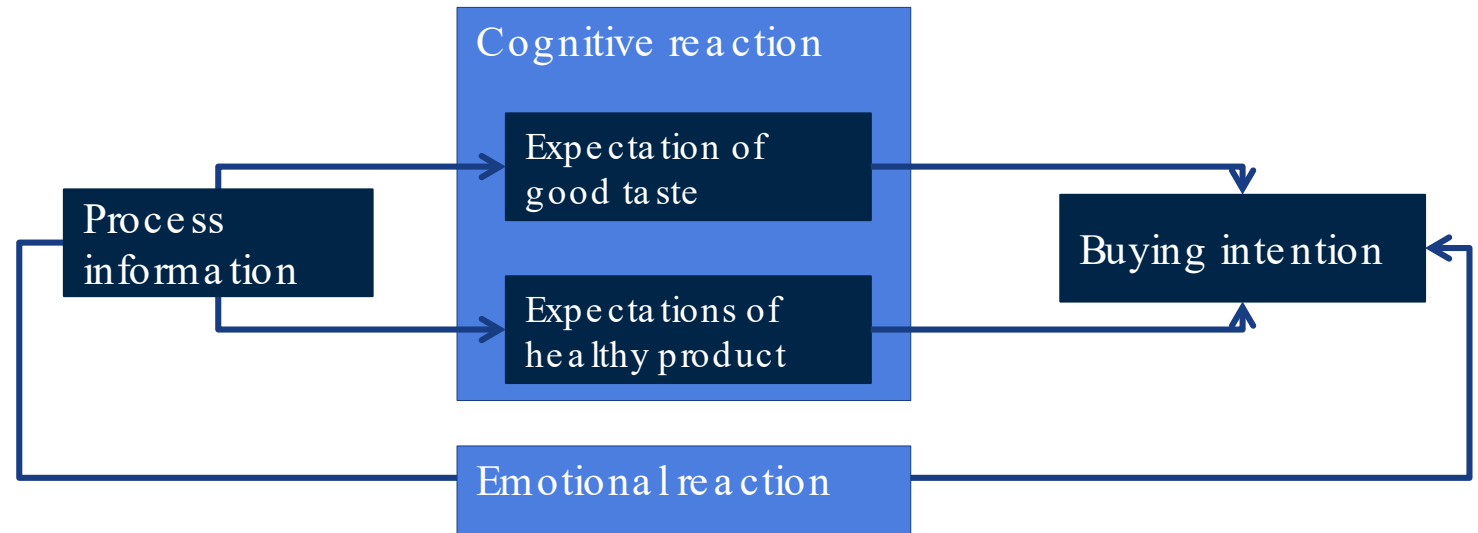 Cognitive reaction
Expectation of
good taste
Process
information
Buying intention
Expectations of
healthy product
Emotional reaction